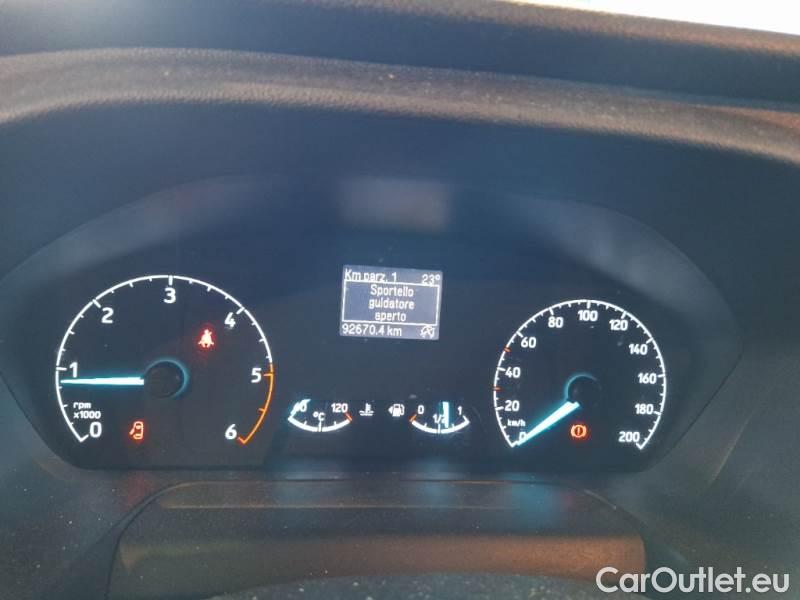 Km parz. 1 23°
Sportello
guidatore
aperto
92670.4 km
0 1 2 3 4 5 6
rpm
x1000
120
°C
0 1/2 1
0 20 40 60 80 100 120 140 160 180 200
km/h
CarOutlet.eu